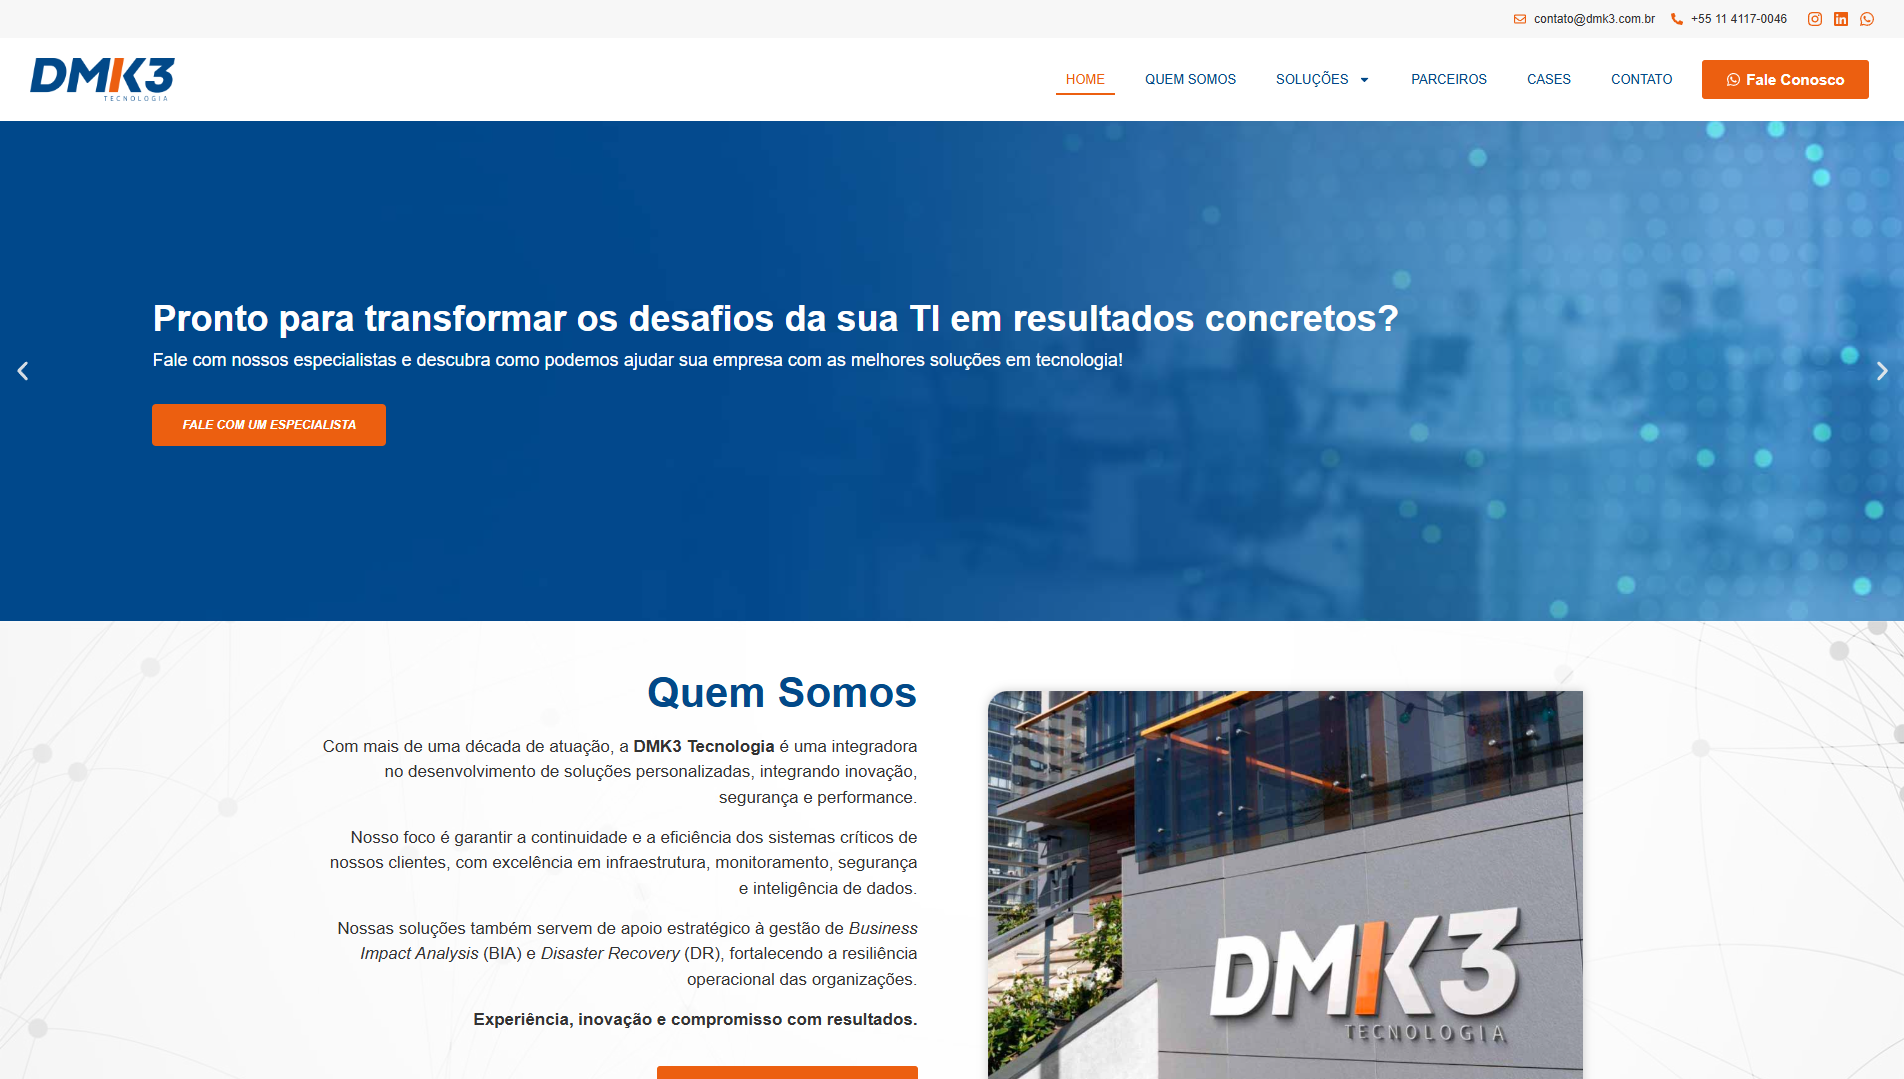 contato@dmk3.com.br +55 11 4117-0046
DMK3
TECNOLOGIA
HOME QUEM SOMOS SOLUÇÕES PARCEIROS CASES CONTATO Fale Conosco
Pronto para transformar os desafios da sua TI em resultados concretos?
Fale com nossos especialistas e descubra como podemos ajudar sua empresa com as melhores soluções em tecnologia!
FALE COM UM ESPECIALISTA
Quem Somos
Com mais de uma década de atuação, a DMK3 Tecnologia é uma integradora
no desenvolvimento de soluções personalizadas, integrando inovação,
segurança e performance.
Nosso foco é garantir a continuidade e a eficiência dos sistemas críticos de
nossos clientes, com excelência em infraestrutura, monitoramento, segurança
e inteligência de dados.
Nossas soluções também servem de apoio estratégico à gestão de Business
Impact Analysis (BIA) e Disaster Recovery (DR), fortalecendo a resiliência
operacional das organizações.
Experiência, inovação e compromisso com resultados.
DMK3
TECNOLOGIA